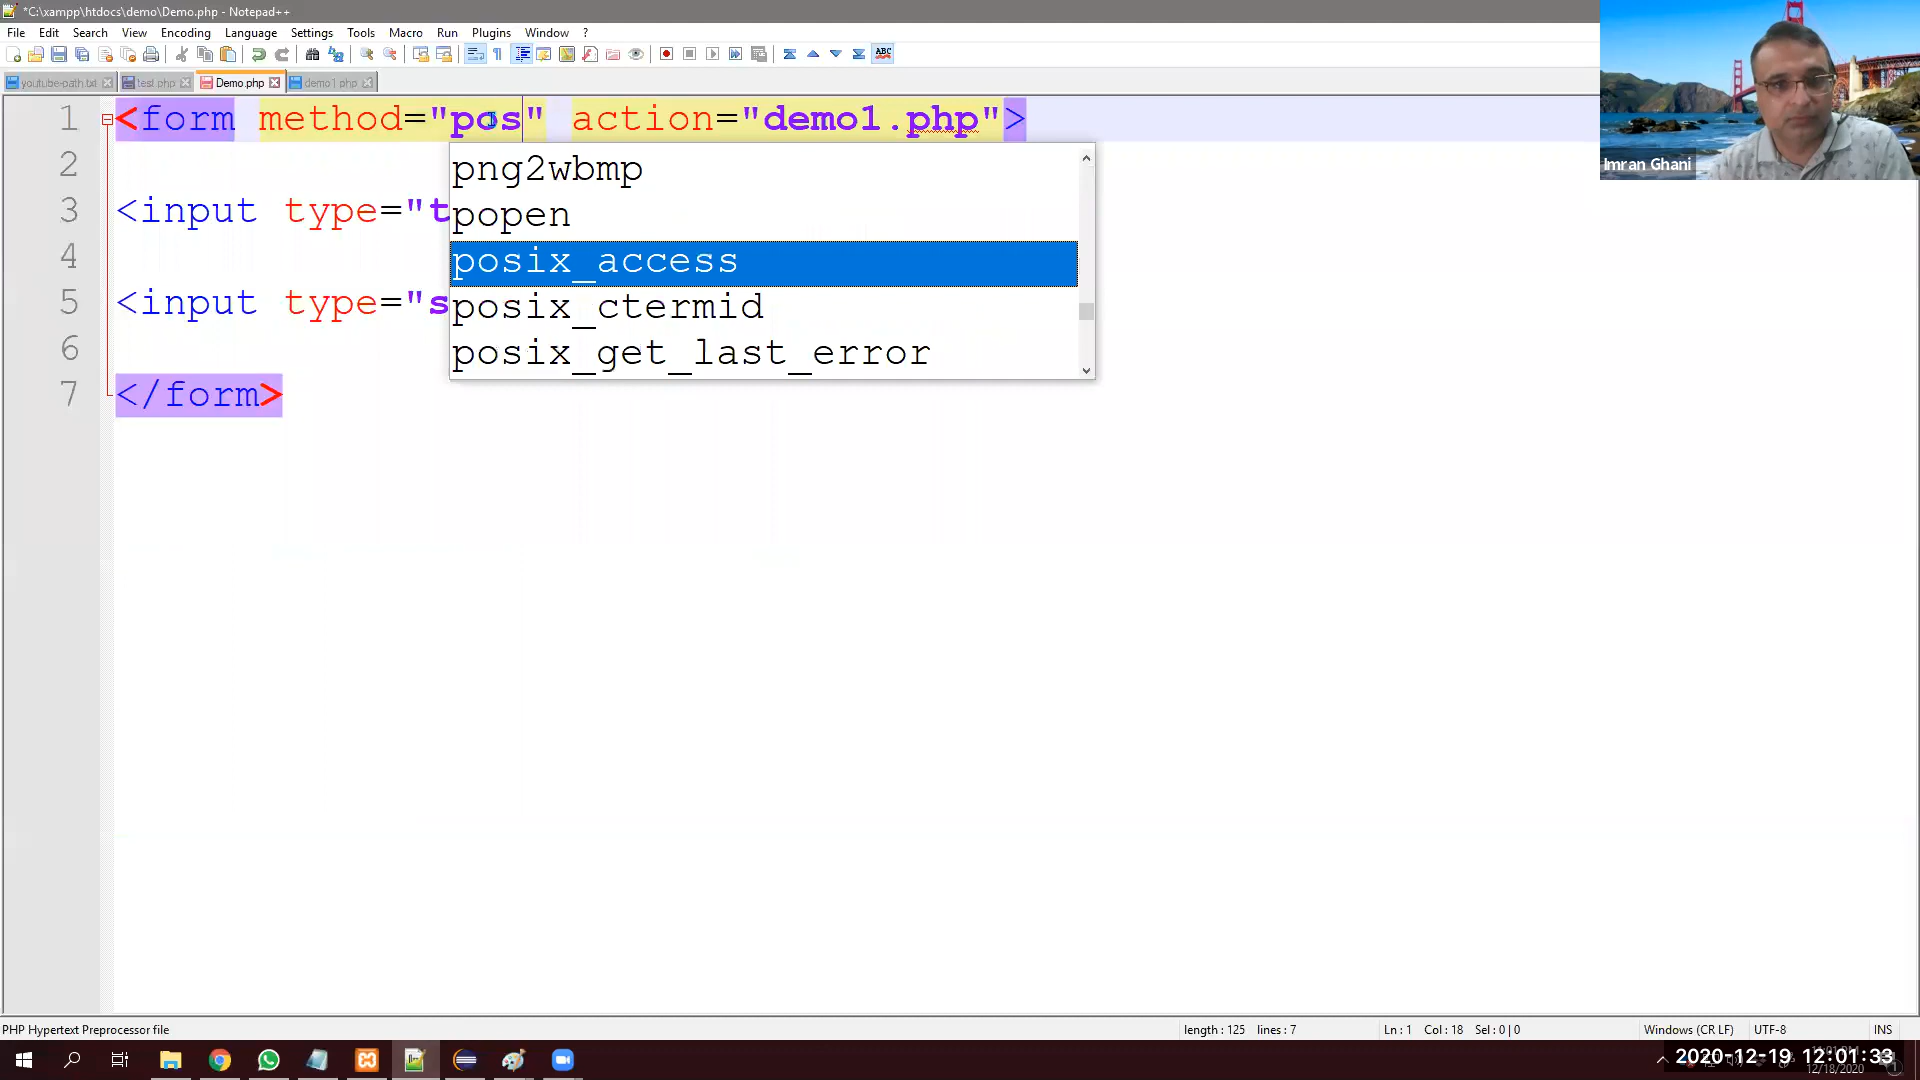 *C:\xampp\htdocs\demo\Demo.php - Notepad++
File Edit Search View Encoding Language Settings Tools Macro Run Plugins Window ?
youtube-path.txt test.php Demo.php demo1.php
1 <form method="pos" action="demo1.php">
2
3 <input type="t
4
5 <input type="s
6
7 </form>
png2wbmp
popen
posix_access
posix_ctermid
posix_get_last_error
Imran Ghani
PHP Hypertext Preprocessor file length : 125 lines : 7 Ln : 1 Col : 18 Sel : 0 | 0 Windows (CR LF) UTF-8 INS
2020-12-19 12:01:33
12/18/2020